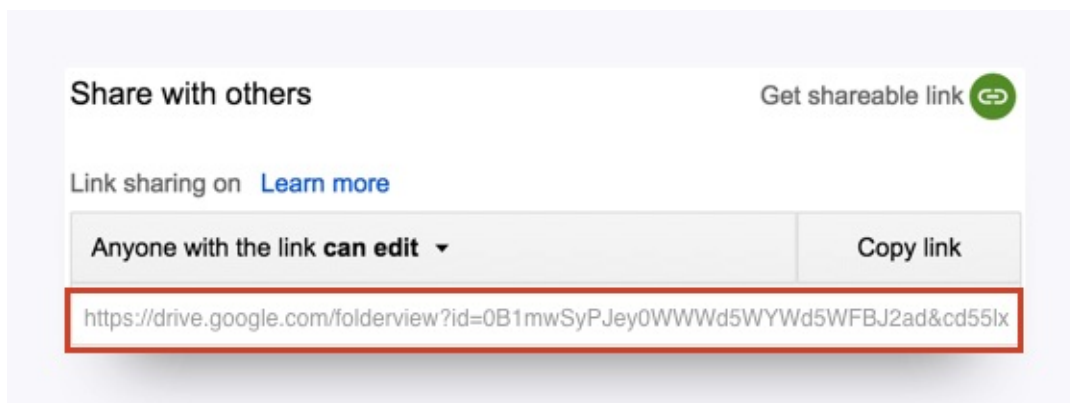 Share with others
Get shareable link
Link sharing on Learn more
Anyone with the link can edit
Copy link
https://drive.google.com/folderview?id=0B1mwSyPJey0WWWd5WYWd5WFBJ2ad&cd55lx